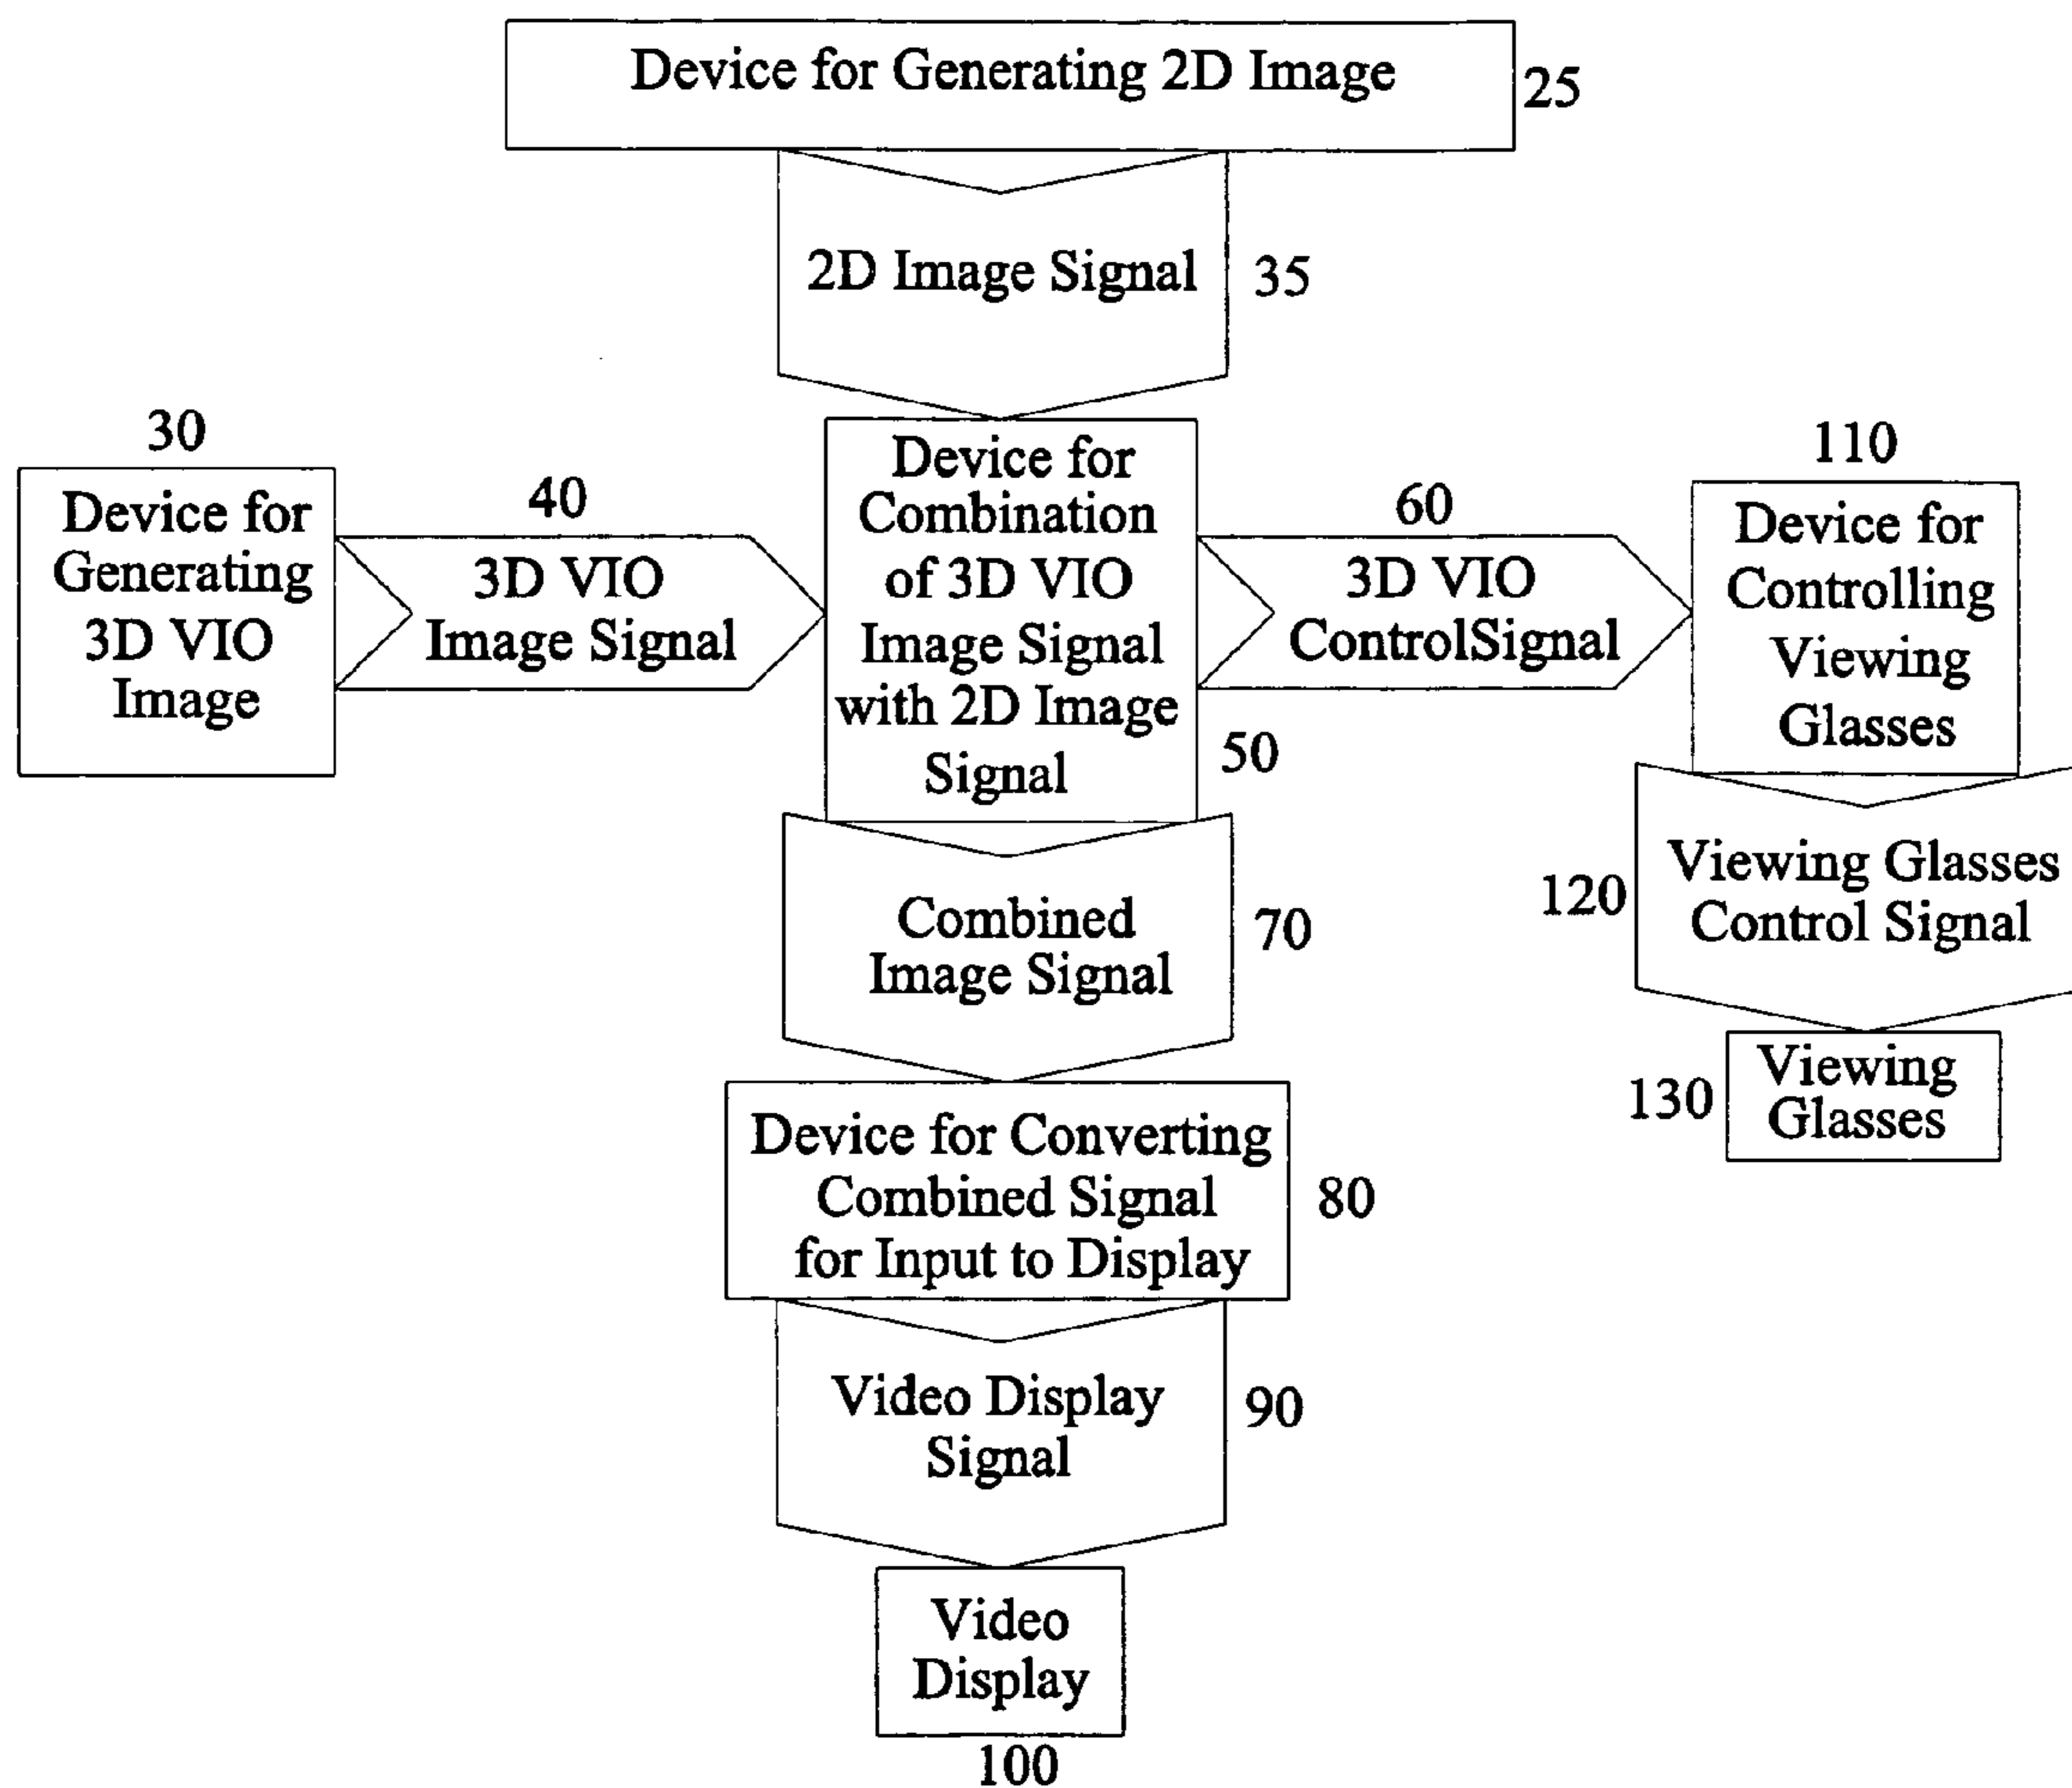 Device for Generating 2D Image
25
2D Image Signal
35
30
Device for
Generating
3D VIO
Image
40
3D VIO
Image Signal
Device for
Combination
of 3D VIO
Image Signal
with 2D Image
Signal
50
60
3D VIO
ControlSignal
110
Device for
Controlling
Viewing
Glasses
Combined
Image Signal
70
120
Viewing Glasses
Control Signal
130
Viewing
Glasses
Device for Converting
Combined Signal
for Input to Display
80
Video Display
Signal
90
Video
Display
100